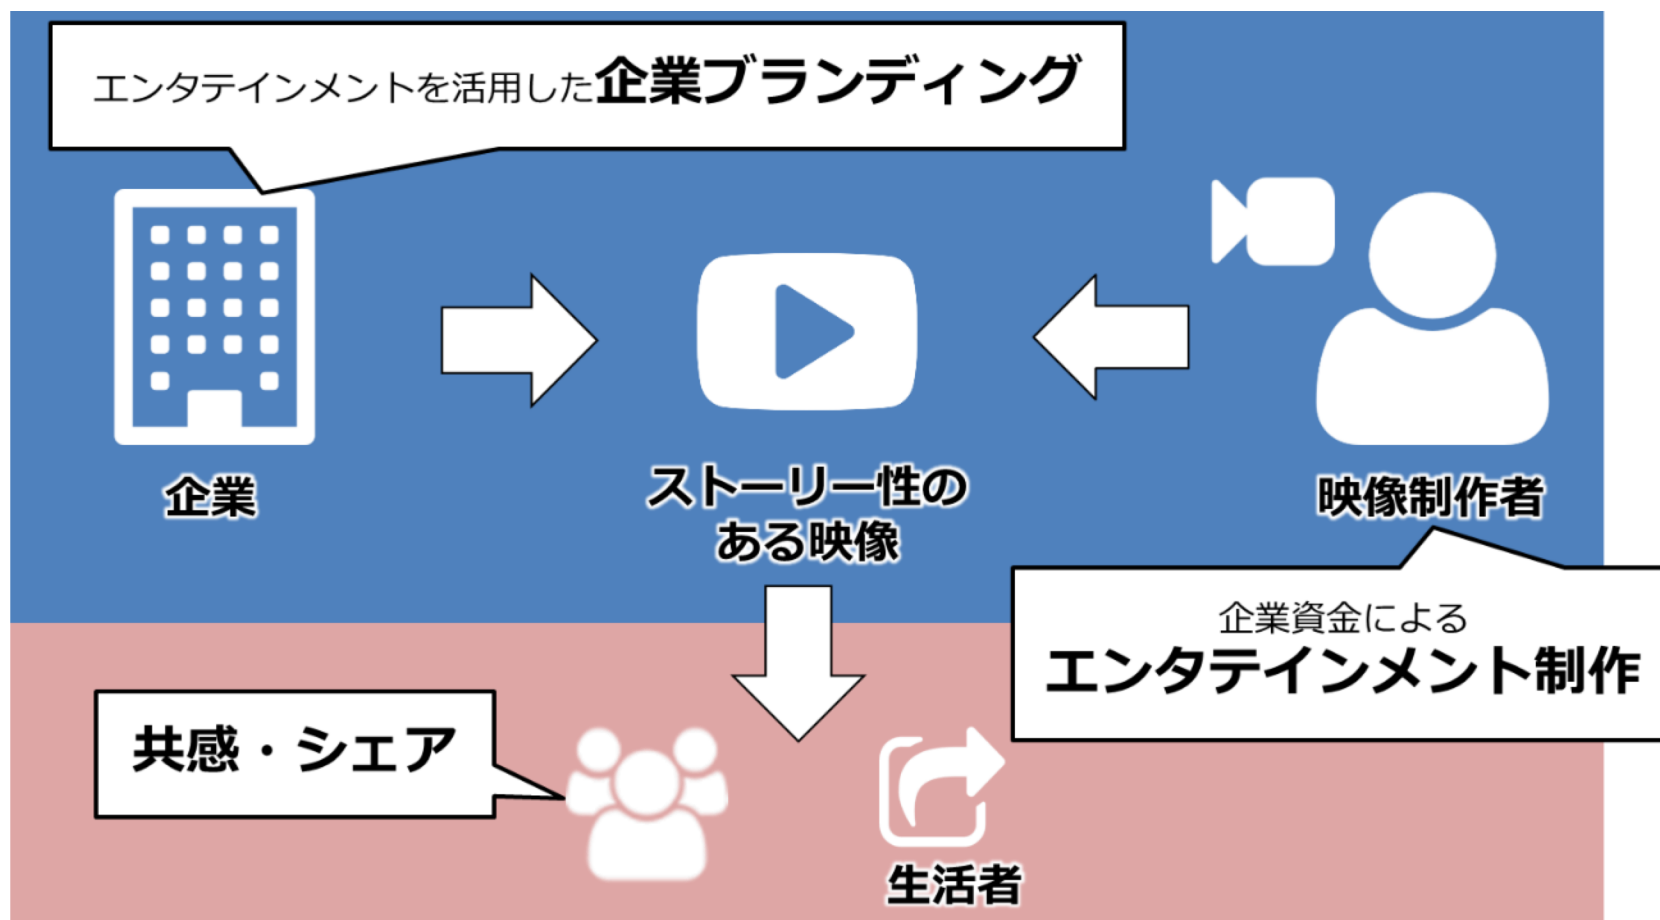 エンタテインメントを活用した企業ブランディング
企業
ストーリー性の
ある映像
映像制作者
企業資金による
エンタテインメント制作
共感・シェア
生活者